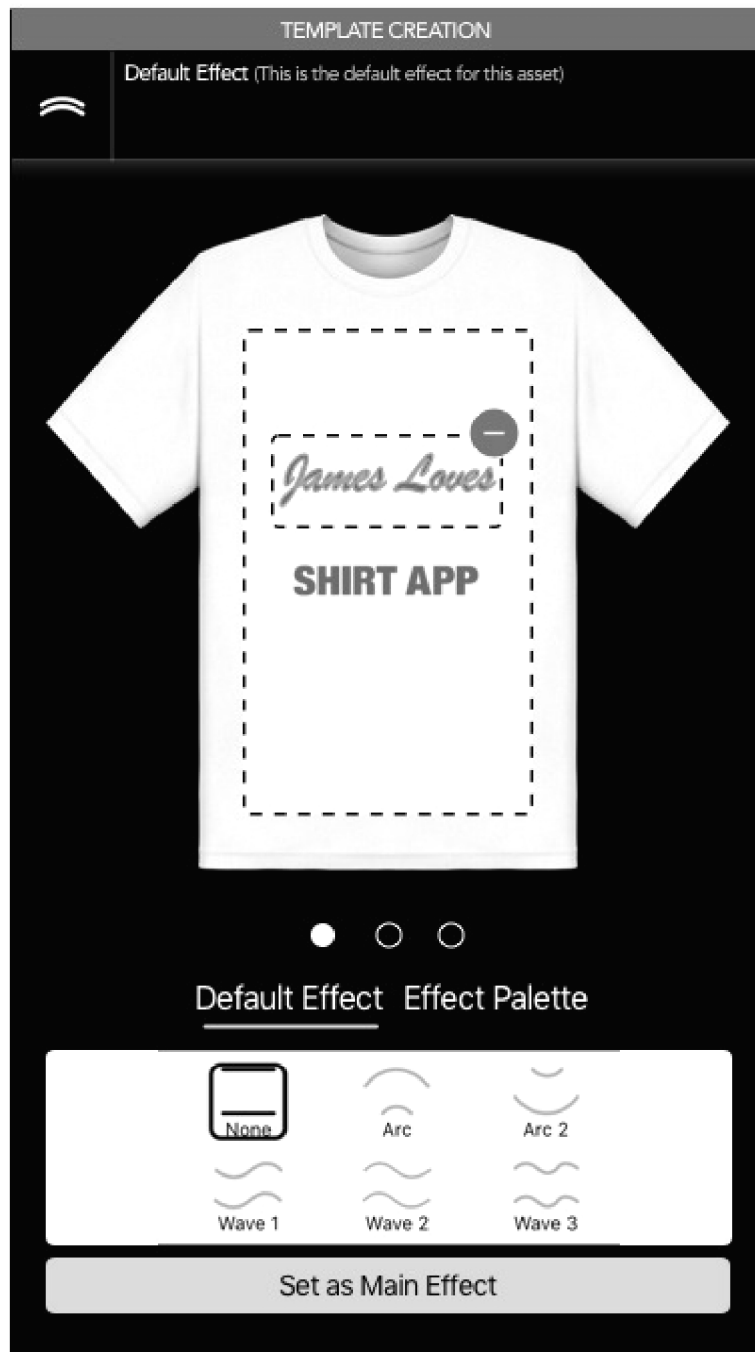 TEMPLATE CREATION
Default Effect (This is the default effect for this asset)
James Loves
SHIRT APP
Default Effect Effect Palette
None Arc Arc 2
Wave 1 Wave 2 Wave 3
Set as Main Effect